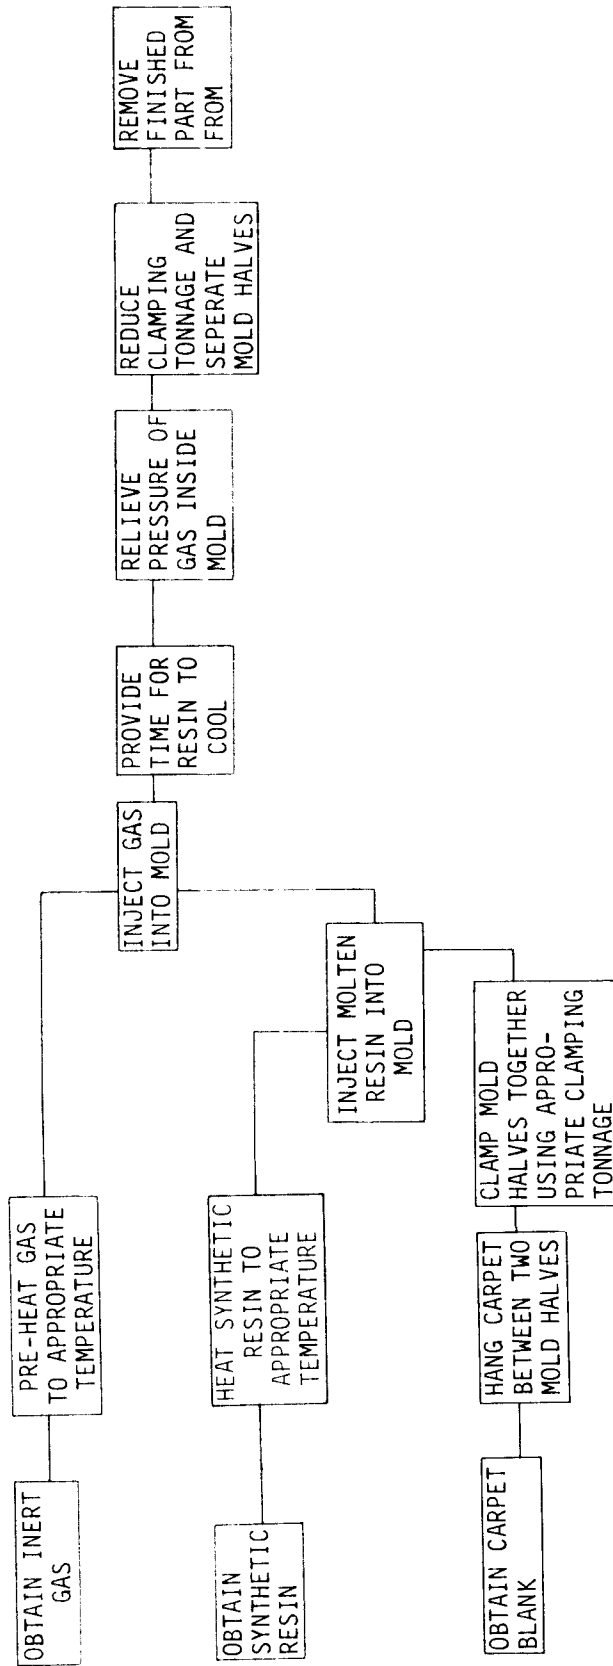 OBTAIN INERT
GAS
PRE-HEAT GAS
TO APPROPRIATE
TEMPERATURE
OBTAIN
SYNTHETIC
RESIN
HEAT SYNTHETIC
RESIN TO
APPROPRIATE
TEMPERATURE
OBTAIN CARPET
BLANK
HANG CARPET
BETWEEN TWO
MOLD HALVES
CLAMP MOLD
HALVES TOGETHER
USING APPRO-
PRIATE CLAMPING
TONNAGE
INJECT MOLTEN
RESIN INTO
MOLD
INJECT GAS
INTO MOLD
PROVIDE
TIME FOR
RESIN TO
COOL
RELIEVE
PRESSURE OF
GAS INSIDE
MOLD
REDUCE
CLAMPING
TONNAGE AND
SEPERATE
MOLD HALVES
REMOVE
FINISHED
PART FROM
FROM